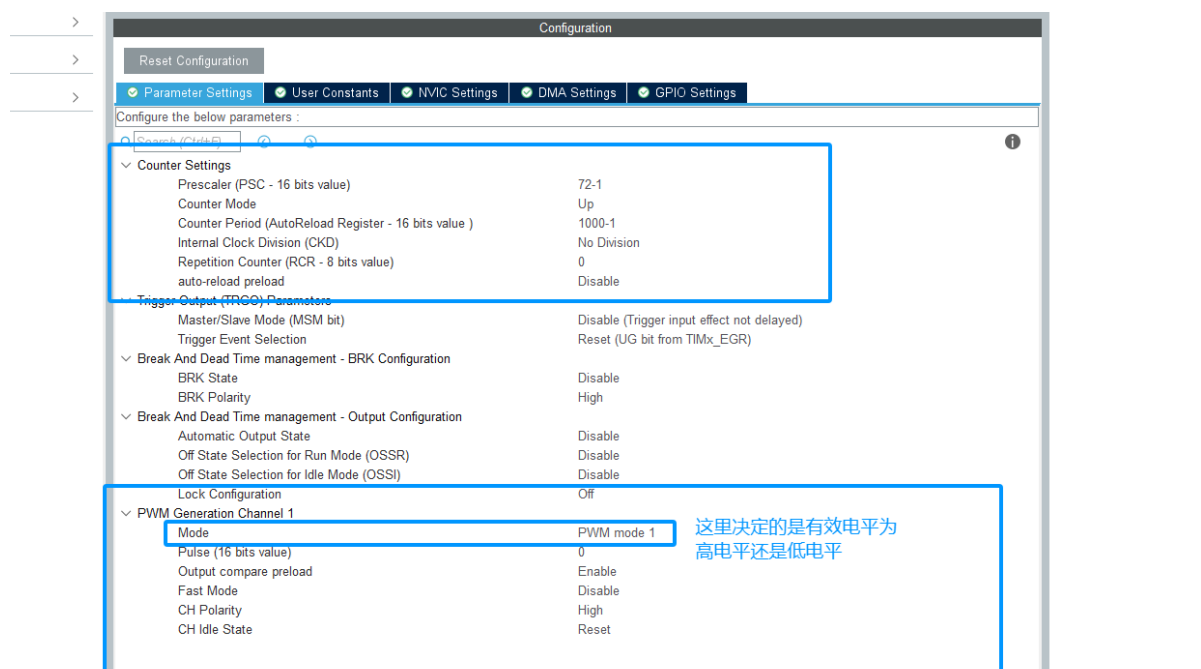 Configuration
Reset Configuration
Parameter Settings User Constants NVIC Settings DMA Settings GPIO Settings
Configure the below parameters :
Search (Ctrl+F)
Counter Settings
Prescaler (PSC - 16 bits value) 72-1
Counter Mode Up
Counter Period (AutoReload Register - 16 bits value ) 1000-1
Internal Clock Division (CKD) No Division
Repetition Counter (RCR - 8 bits value) 0
auto-reload preload Disable
Trigger Output (TRGO) Parameters
Master/Slave Mode (MSM bit) Disable (Trigger input effect not delayed)
Trigger Event Selection Reset (UG bit from TIMx_EGR)
Break And Dead Time management - BRK Configuration
BRK State Disable
BRK Polarity High
Break And Dead Time management - Output Configuration
Automatic Output State Disable
Off State Selection for Run Mode (OSSR) Disable
Off State Selection for Idle Mode (OSSI) Disable
Lock Configuration Off
PWM Generation Channel 1
Mode PWM mode 1
这里决定的是有效电平为
高电平还是低电平
Pulse (16 bits value) 0
Output compare preload Enable
Fast Mode Disable
CH Polarity High
CH Idle State Reset